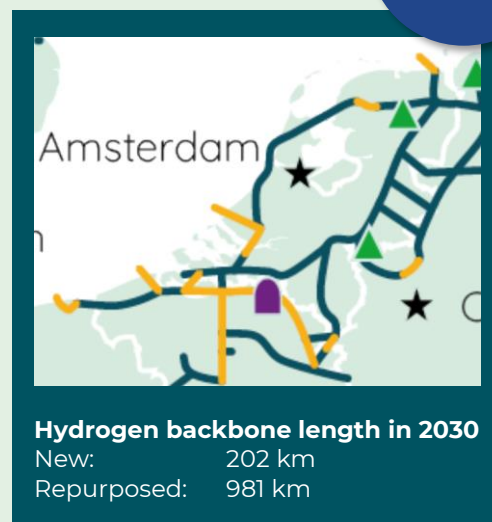 Amsterdam
Hydrogen backbone length in 2030
New: 202 km
Repurposed: 981 km